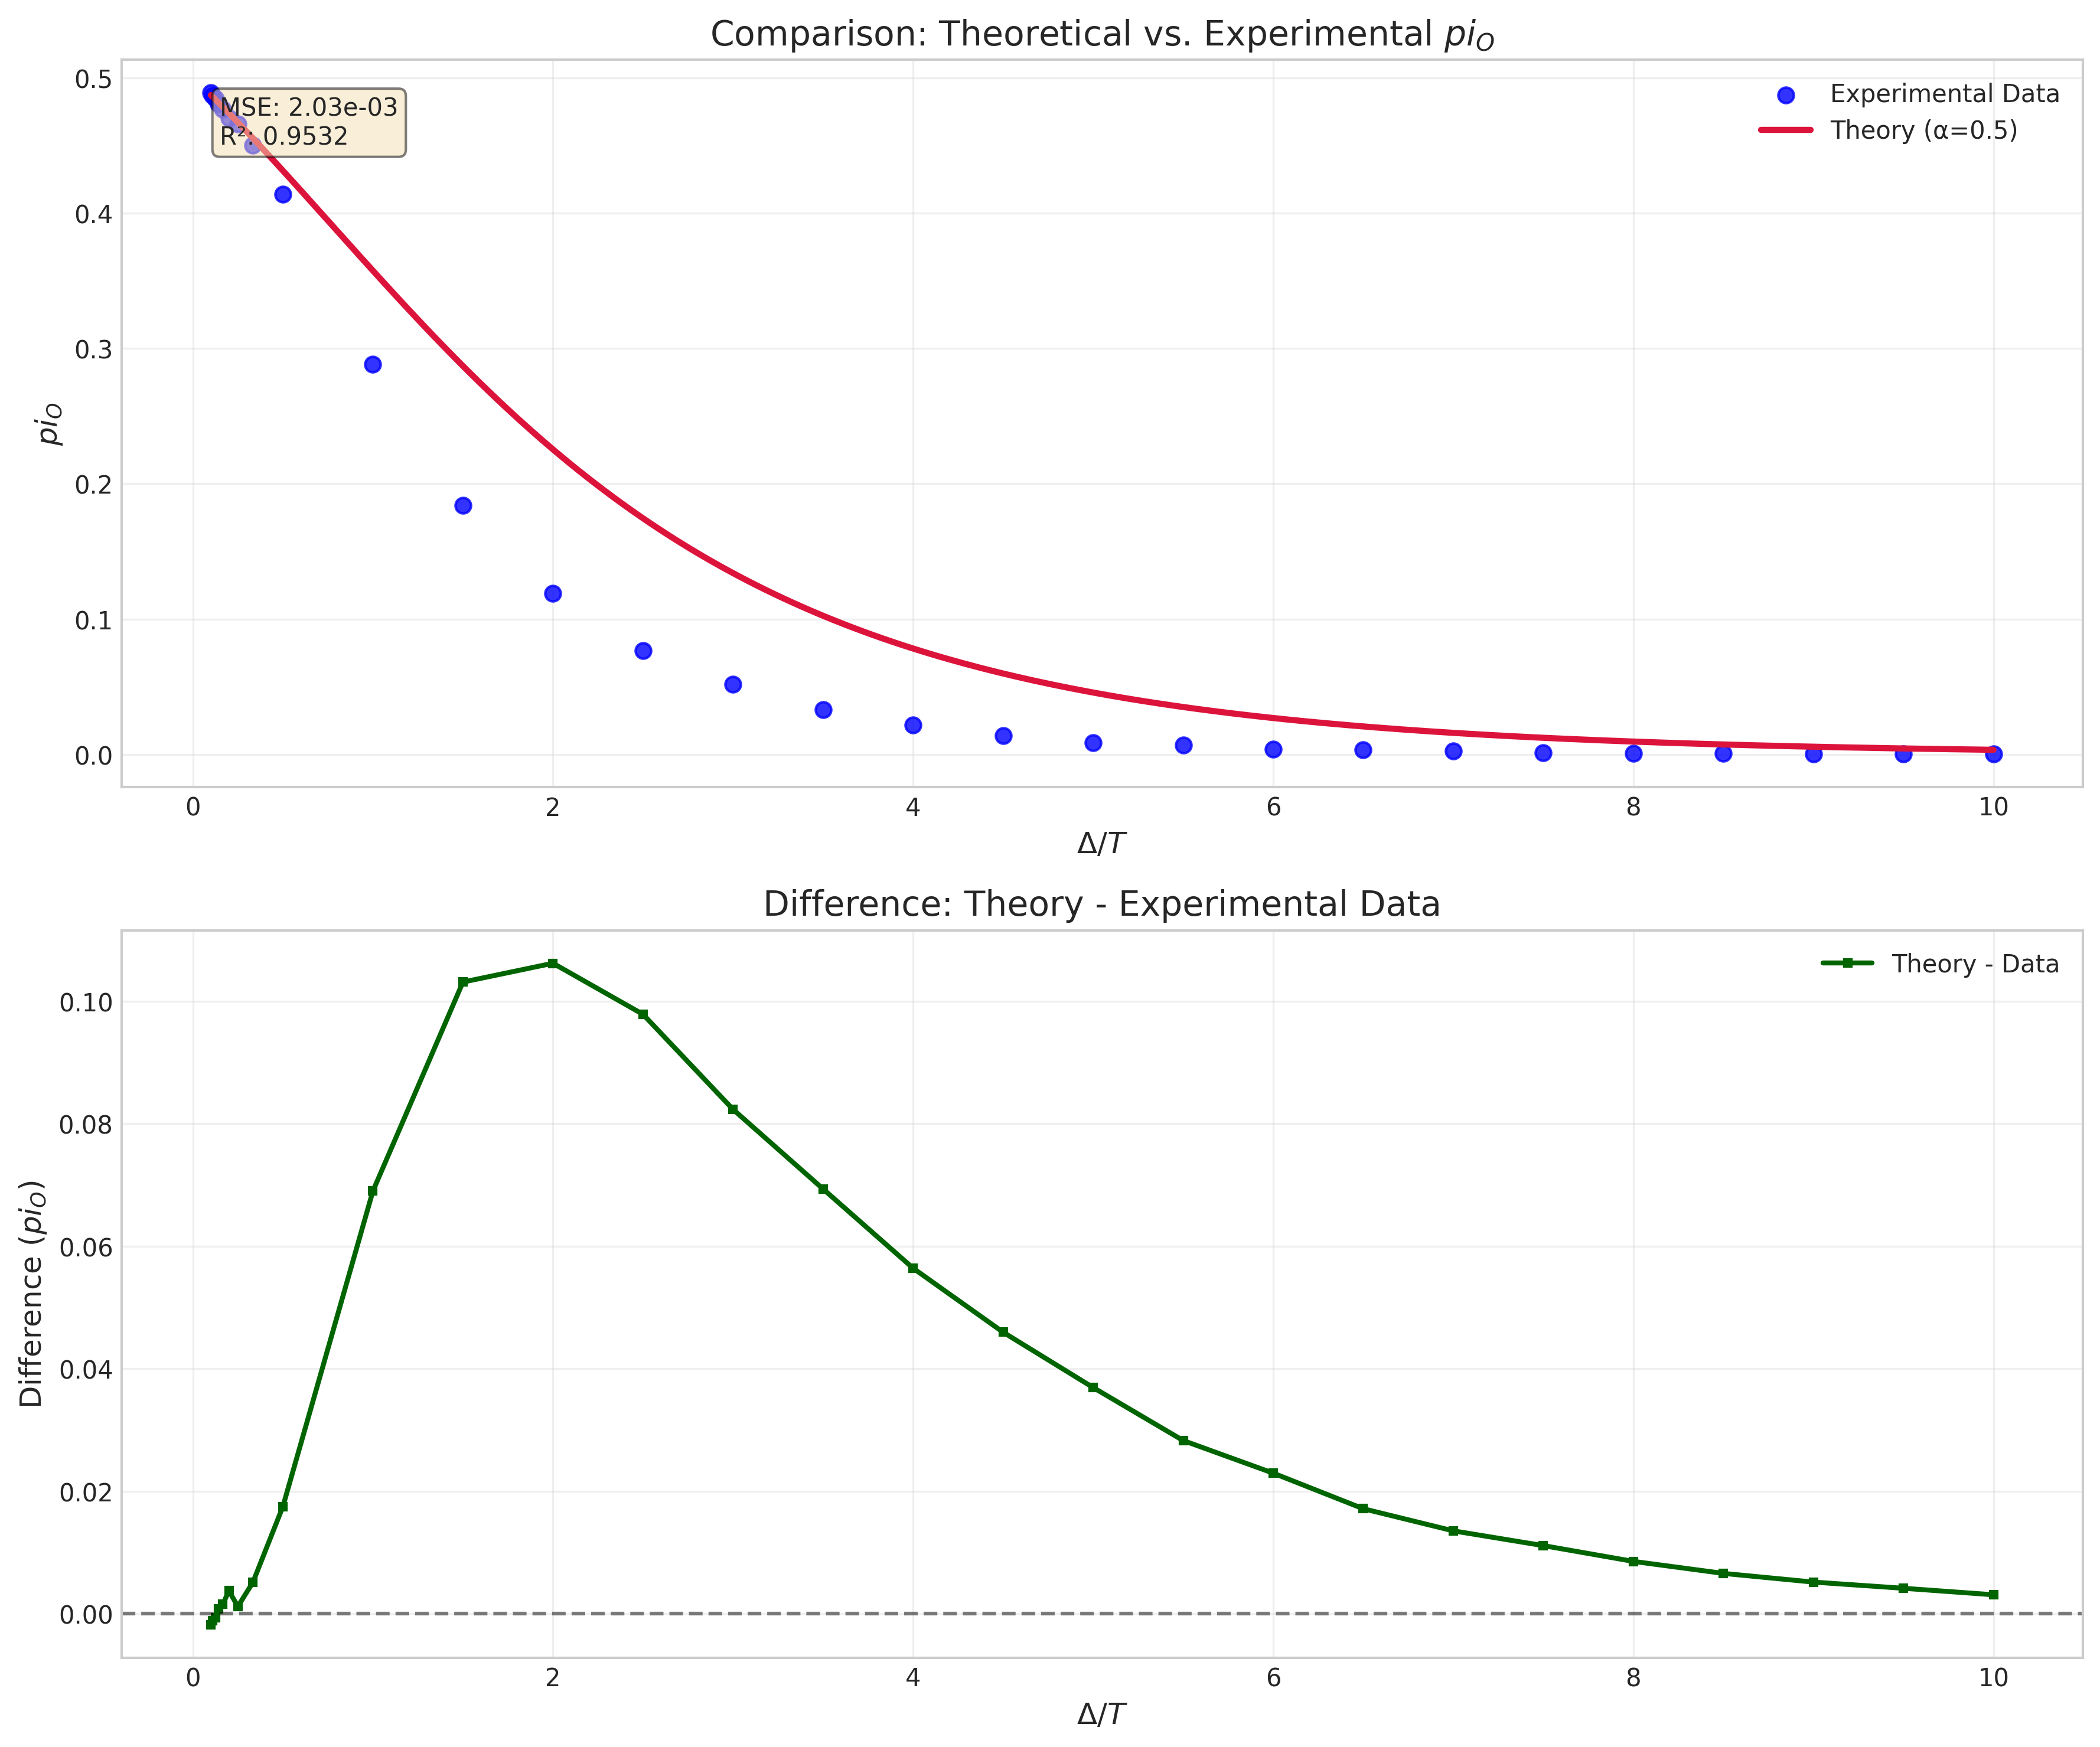 Comparison: Theoretical vs. Experimental piO
0.5
0.4
0.3
0.2
0.1
0.0
piO
MSE: 2.03e-03
R²: 0.9532
Experimental Data
Theory (α=0.5)
0 2 4 6 8 10
Δ/T
Difference: Theory - Experimental Data
0.10
0.08
0.06
0.04
0.02
0.00
Difference (piO)
Theory - Data
0 2 4 6 8 10
Δ/T